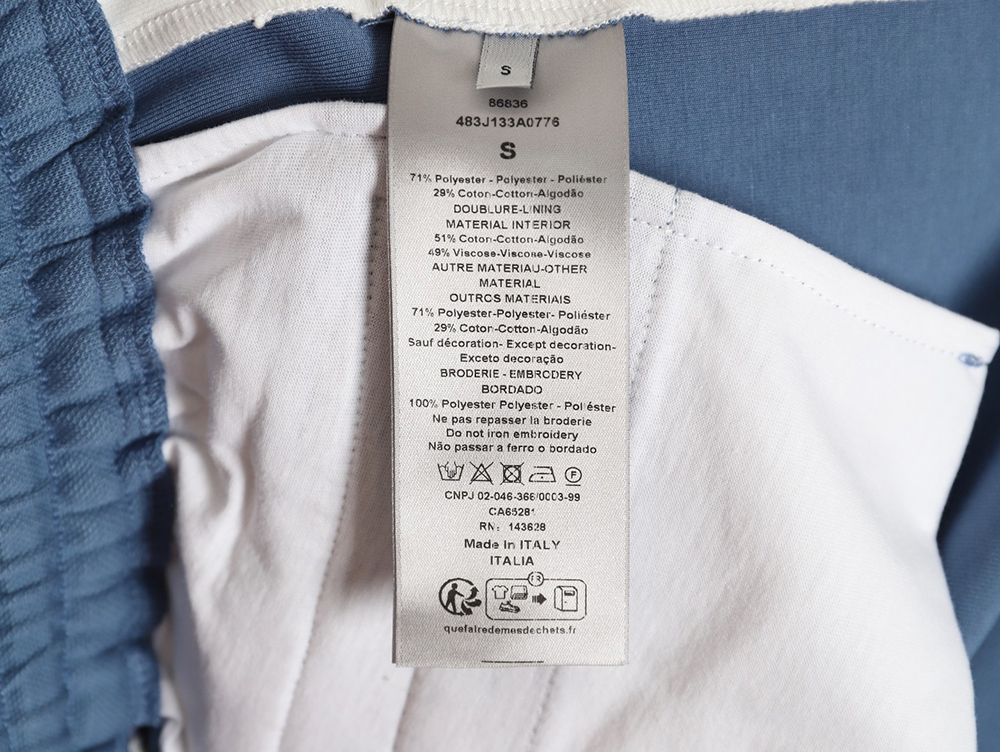 S
86836
483J133A0776
S
71% Polyester - Polyester - Poliéster
29% Coton-Cotton-Algodão
DOUBLURE-LINING
MATERIAL INTERIOR
51% Coton-Cotton-Algodão
49% Viscose-Viscose-Viscose
AUTRE MATERIAU-OTHER
MATERIAL
OUTROS MATERIAIS
71% Polyester-Polyester- Poliéster
29% Coton-Cotton-Algodão
Sauf décoration- Except decoration-
Exceto decoração
BRODERIE - EMBRODERY
BORDADO
100% Polyester Polyester - Poliéster
Ne pas repasser la broderie
Do not iron embroidery
Não passar a ferro o bordado
F
CNPJ 02-046-366/0003-99
CA65281
RN: 143628
Made in ITALY
ITALIA
FR
quefairedemesdechets.fr